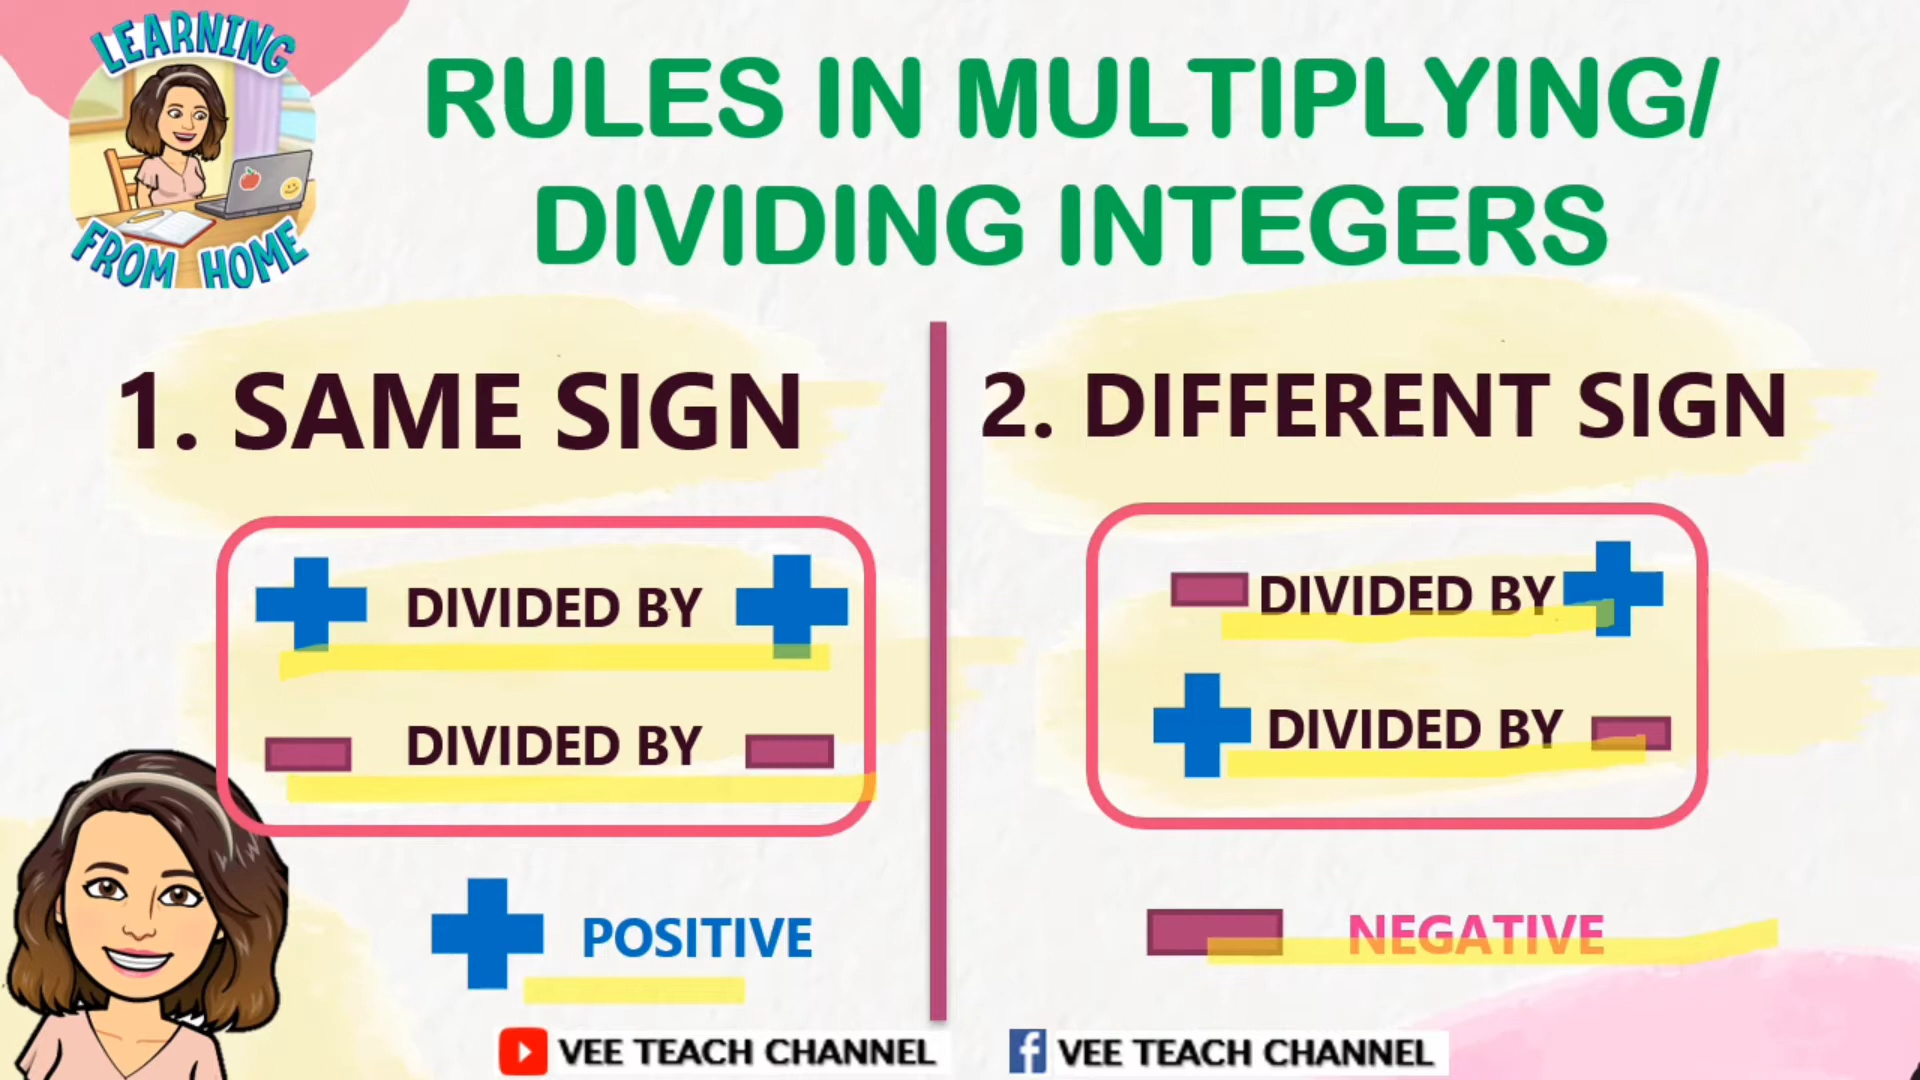 LEARNING
FROM HOME
RULES IN MULTIPLYING/
DIVIDING INTEGERS
1. SAME SIGN
DIVIDED BY
DIVIDED BY
POSITIVE
2. DIFFERENT SIGN
DIVIDED BY
DIVIDED BY
NEGATIVE
VEE TEACH CHANNEL
VEE TEACH CHANNEL